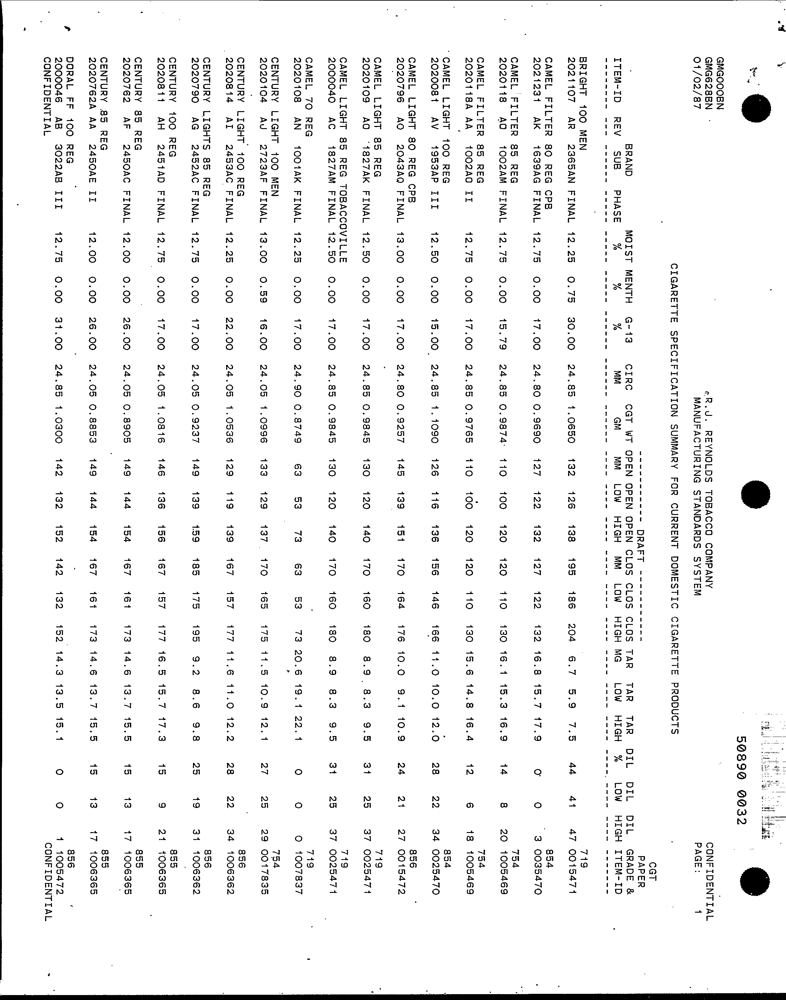 GMG000BN R.J. REYNOLDS TOBACCO COMPANY CONFIDENTIAL
GMG628BN MANUFACTURING STANDARDS SYSTEM PAGE: 1
01/02/87
CIGARETTE SPECIFICATION SUMMARY FOR CURRENT DOMESTIC CIGARETTE PRODUCTS
------------ DRAFT ------------ CGT
BRAND MOIST MENTH G-13 CIRC CGT WT OPEN OPEN OPEN CLOS CLOS CLOS TAR TAR TAR DIL DIL DIL PAPER GRADE &
ITEM-ID REV SUB PHASE % % % MM GM MM LOW HIGH MM LOW HIGH MG LOW HIGH % LOW HIGH ITEM-ID
BRIGHT 100 MEN 719
2021107 AR 2365AN FINAL 12.25 0.75 30.00 24.85 1.0650 132 126 138 195 186 204 6.7 5.9 7.5 44 41 47 0015471
CAMEL FILTER 80 REG CPB 854
2021231 AK 1639AG FINAL 12.75 0.00 17.00 24.80 0.9690 127 122 132 127 122 132 16.8 15.7 17.9 0 0 3 0035470
CAMEL FILTER 85 REG 754
2020118 AO 1002AM FINAL 12.75 0.00 15.79 24.85 0.9874 110 100 120 120 110 130 16.1 15.3 16.9 14 8 20 1005469
CAMEL FILTER 85 REG 754
2020118A AA 1002AG II 12.75 0.00 17.00 24.85 0.9765 110 100 120 120 110 130 15.6 14.8 16.4 12 6 18 1005469
CAMEL LIGHT 100 REG 854
2020081 AV 1953AP III 12.50 0.00 15.00 24.85 1.1090 126 116 136 156 146 166 11.0 10.0 12.0 28 22 34 0025470
CAMEL LIGHT 80 REG CPB 856
2020796 AO 2043AQ FINAL 13.00 0.00 17.00 24.80 0.9257 145 139 151 170 164 176 10.0 9.1 10.9 24 21 27 0015472
CAMEL LIGHT 85 REG 719
2020109 AO 1827AK FINAL 12.50 0.00 17.00 24.85 0.9845 130 120 140 170 160 180 8.9 8.3 9.5 31 25 37 0025471
CAMEL LIGHT 85 REG TOBACCOVILLE 719
2000040 AC 1827AM FINAL 12.50 0.00 17.00 24.85 0.9845 130 120 140 170 160 180 8.9 8.3 9.5 31 25 37 0025471
CAMEL 70 REG 719
2020108 AN 1001AK FINAL 12.25 0.00 17.00 24.90 0.8749 63 53 73 63 53 73 20.6 19.1 22.1 0 0 0 1007837
CENTURY LIGHT 100 MEN 754
2020104 AJ 2723AF FINAL 13.00 0.59 16.00 24.05 1.0996 133 129 137 170 165 175 11.5 10.9 12.1 27 25 29 0017835
CENTURY LIGHT 100 REG 856
2020814 AI 2453AC FINAL 12.25 0.00 22.00 24.05 1.0536 129 119 139 167 157 177 11.6 11.0 12.2 28 22 34 1006362
CENTURY LIGHTS 85 REG 856
2020790 AG 2452AC FINAL 12.75 0.00 17.00 24.05 0.9237 149 139 159 185 175 195 9.2 8.6 9.8 25 19 31 1006362
CENTURY 100 REG 855
2020811 AH 2451AD FINAL 12.75 0.00 17.00 24.05 1.0816 146 136 156 167 157 177 16.5 15.7 17.3 15 9 21 1006365
CENTURY 85 REG 855
2020762 AF 2450AC FINAL 12.00 0.00 26.00 24.05 0.8905 149 144 154 167 161 173 14.6 13.7 15.5 15 13 17 1006365
CENTURY 85 REG 855
2020762A AA 2450AE II 12.00 0.00 26.00 24.05 0.8853 149 144 154 167 161 173 14.6 13.7 15.5 15 13 17 1006365
DORAL FF 100 REG 856
2000046 AB 3022AB III 12.75 0.00 31.00 24.85 1.0300 142 132 152 142 132 152 14.3 13.5 15.1 0 0 1 1005472
CONFIDENTIAL CONFIDENTIAL
50890 0032